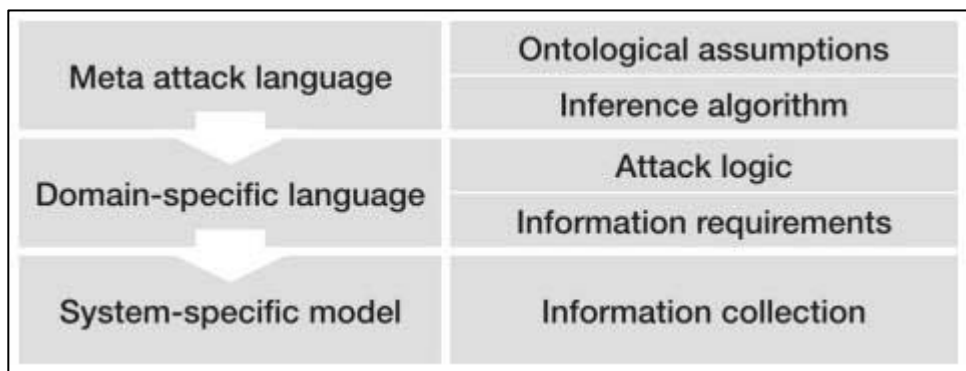 Meta attack language
Ontological assumptions
Inference algorithm
Domain-specific language
Attack logic
Information requirements
System-specific model
Information collection